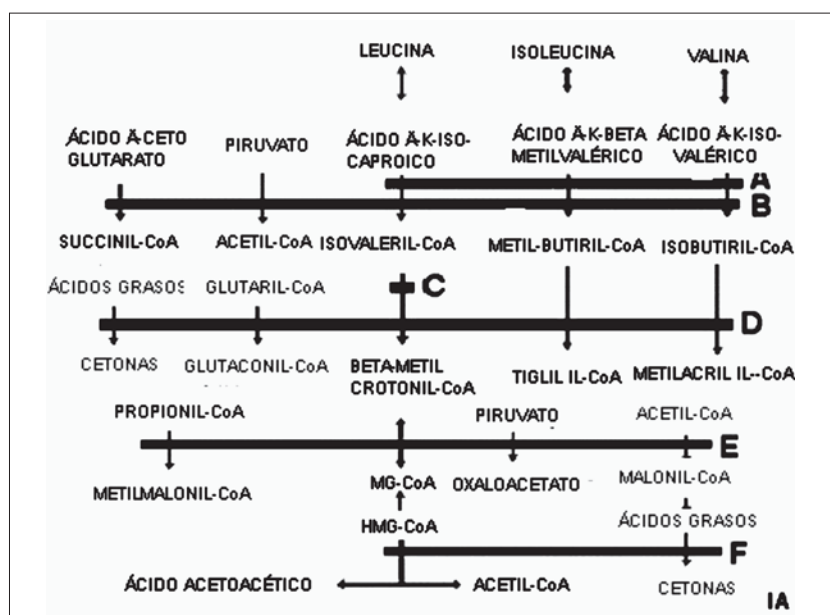 LEUCINA ISOLEUCINA VALINA
ÁCIDO Ä-CETO GLUTARATO
PIRUVATO
ÁCIDO Ä-K-ISO-
CAPROICO
ÁCIDO Ä-K-BETA
METILVALÉRICO
ÁCIDO Ä-K-ISO-
VALÉRICO
A
B
SUCCINIL-CoA ACETIL-CoA ISOVALERIL-CoA METIL-BUTIRIL-CoA ISOBUTIRIL-CoA
ÁCIDOS GRASOS GLUTARIL-CoA C
D
CETONAS GLUTACONIL-CoA
BETA-METIL
CROTONIL-CoA
TIGLIL IL-CoA METILACRIL IL--CoA
PROPIONIL-CoA PIRUVATO ACETIL-CoA
E
METILMALONIL-CoA MG-CoA OXALOACETATO MALONIL-CoA
HMG-CoA ÁCIDOS GRASOS
F
ÁCIDO ACETOACÉTICO ACETIL-CoA CETONAS
IA